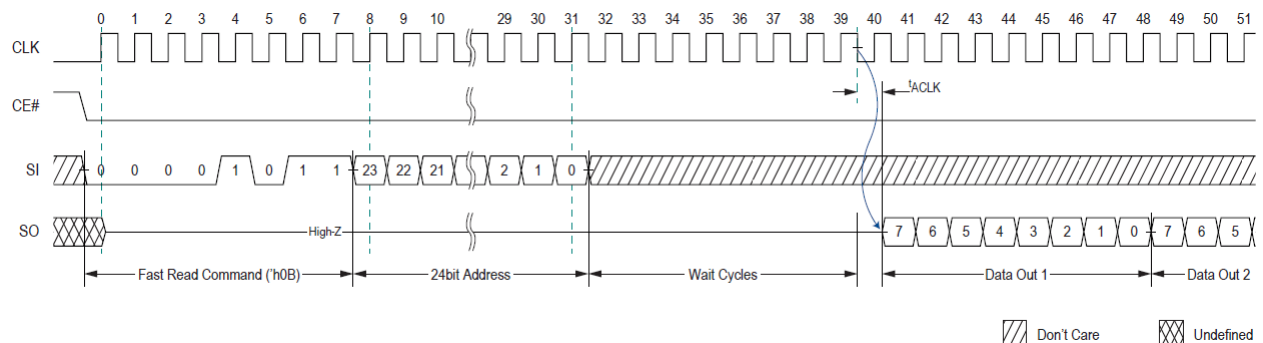 0 1 2 3 4 5 6 7 8 9 10 29 30 31 32 33 34 35 36 37 38 39 40 41 42 43 44 45 46 47 48 49 50 51
CLK
tACLK
CE#
SI 0 0 0 0 1 0 1 1 23 22 21 2 1 0
SO High-Z 7 6 5 4 3 2 1 0 7 6 5
Fast Read Command ('h0B) 24bit Address Wait Cycles Data Out 1 Data Out 2
Don't Care Undefined